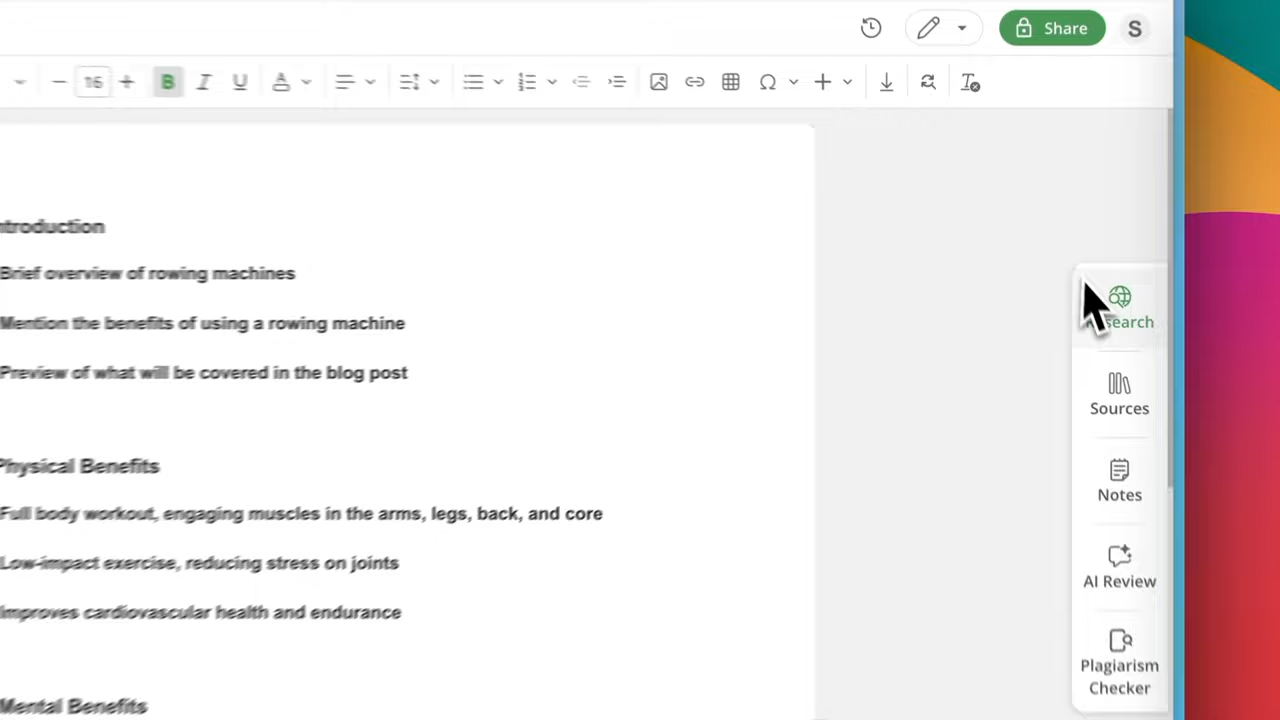 Share
S
16
B
I
U
Brief overview of rowing machines
Mention the benefits of using a rowing machine
Preview of what will be covered in the blog post
Physical Benefits
Full body workout, engaging muscles in the arms, legs, back, and core
Low-impact exercise, reducing stress on joints
Improves cardiovascular health and endurance
Mental Benefits
Sources
Notes
AI Review
Plagiarism
Checker